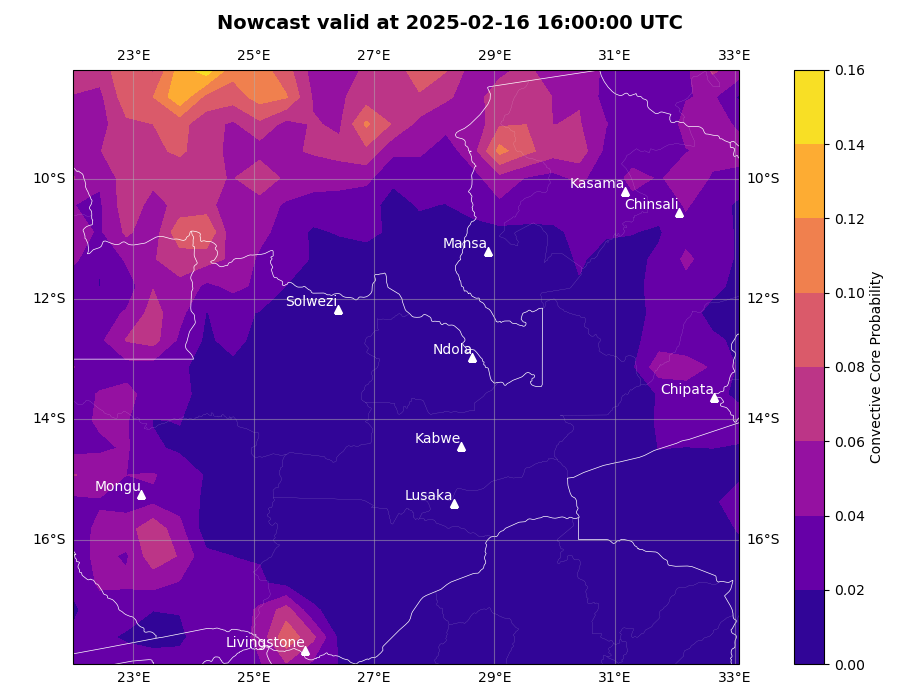 Nowcast valid at 2025-02-16 16:00:00 UTC
23°E 25°E 27°E 29°E 31°E 33°E
0.16
0.14
0.12
0.10
0.08
0.06
0.04
0.02
0.00
Convective Core Probability
10°S 10°S
12°S 12°S
14°S 14°S
16°S 16°S
Kasama
Chinsali
Mansa
Solwezi
Ndola
Chipata
Kabwe
Mongu
Lusaka
Livingstone
23°E 25°E 27°E 29°E 31°E 33°E